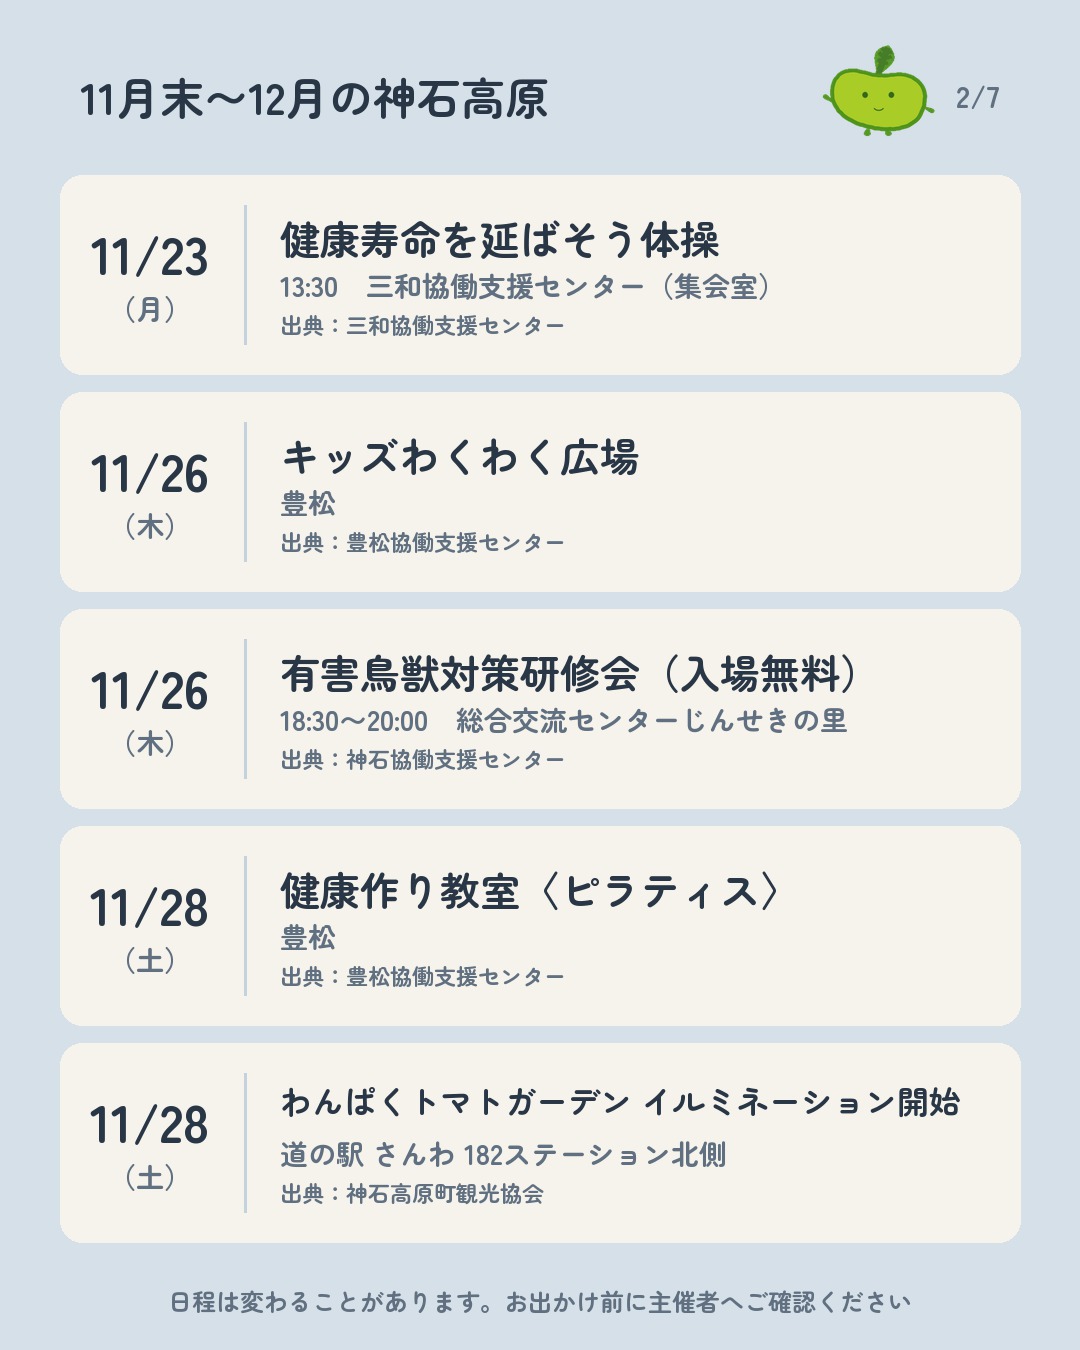 11月末〜12月の神石高原
2/7
11/23
（月）
健康寿命を延ばそう体操
13:30　三和協働支援センター（集会室）
出典：三和協働支援センター
11/26
（木）
キッズわくわく広場
豊松
出典：豊松協働支援センター
11/26
（木）
有害鳥獣対策研修会（入場無料）
18:30〜20:00　総合交流センターじんせきの里
出典：神石協働支援センター
11/28
（土）
健康作り教室〈ピラティス〉
豊松
出典：豊松協働支援センター
11/28
（土）
わんぱくトマトガーデン イルミネーション開始
道の駅 さんわ 182ステーション北側
出典：神石高原町観光協会
日程は変わることがあります。お出かけ前に主催者へご確認ください